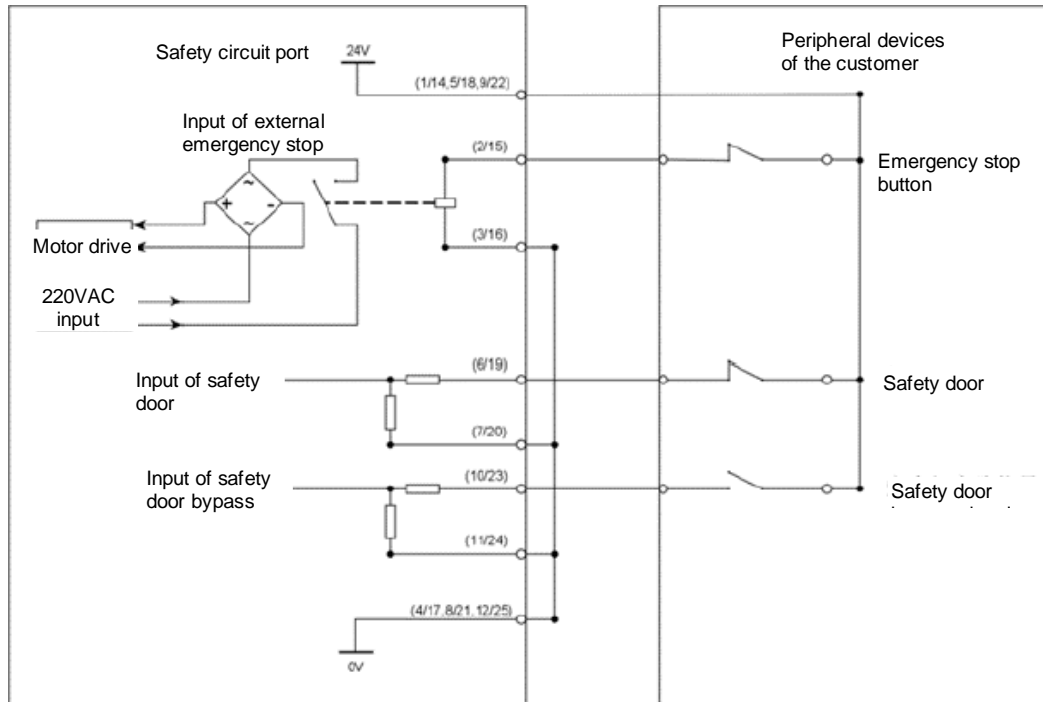 Safety circuit port
24V
Peripheral devices
of the customer
(1/14,5/18,9/22)
Input of external
emergency stop
(2/15)
Emergency stop
button
~
+
-
~
Motor drive
(3/16)
220VAC
input
Input of safety
door
(6/19)
Safety door
(7/20)
Input of safety
door bypass
(10/23)
Safety door
(11/24)
(4/17,8/21,12/25)
0V